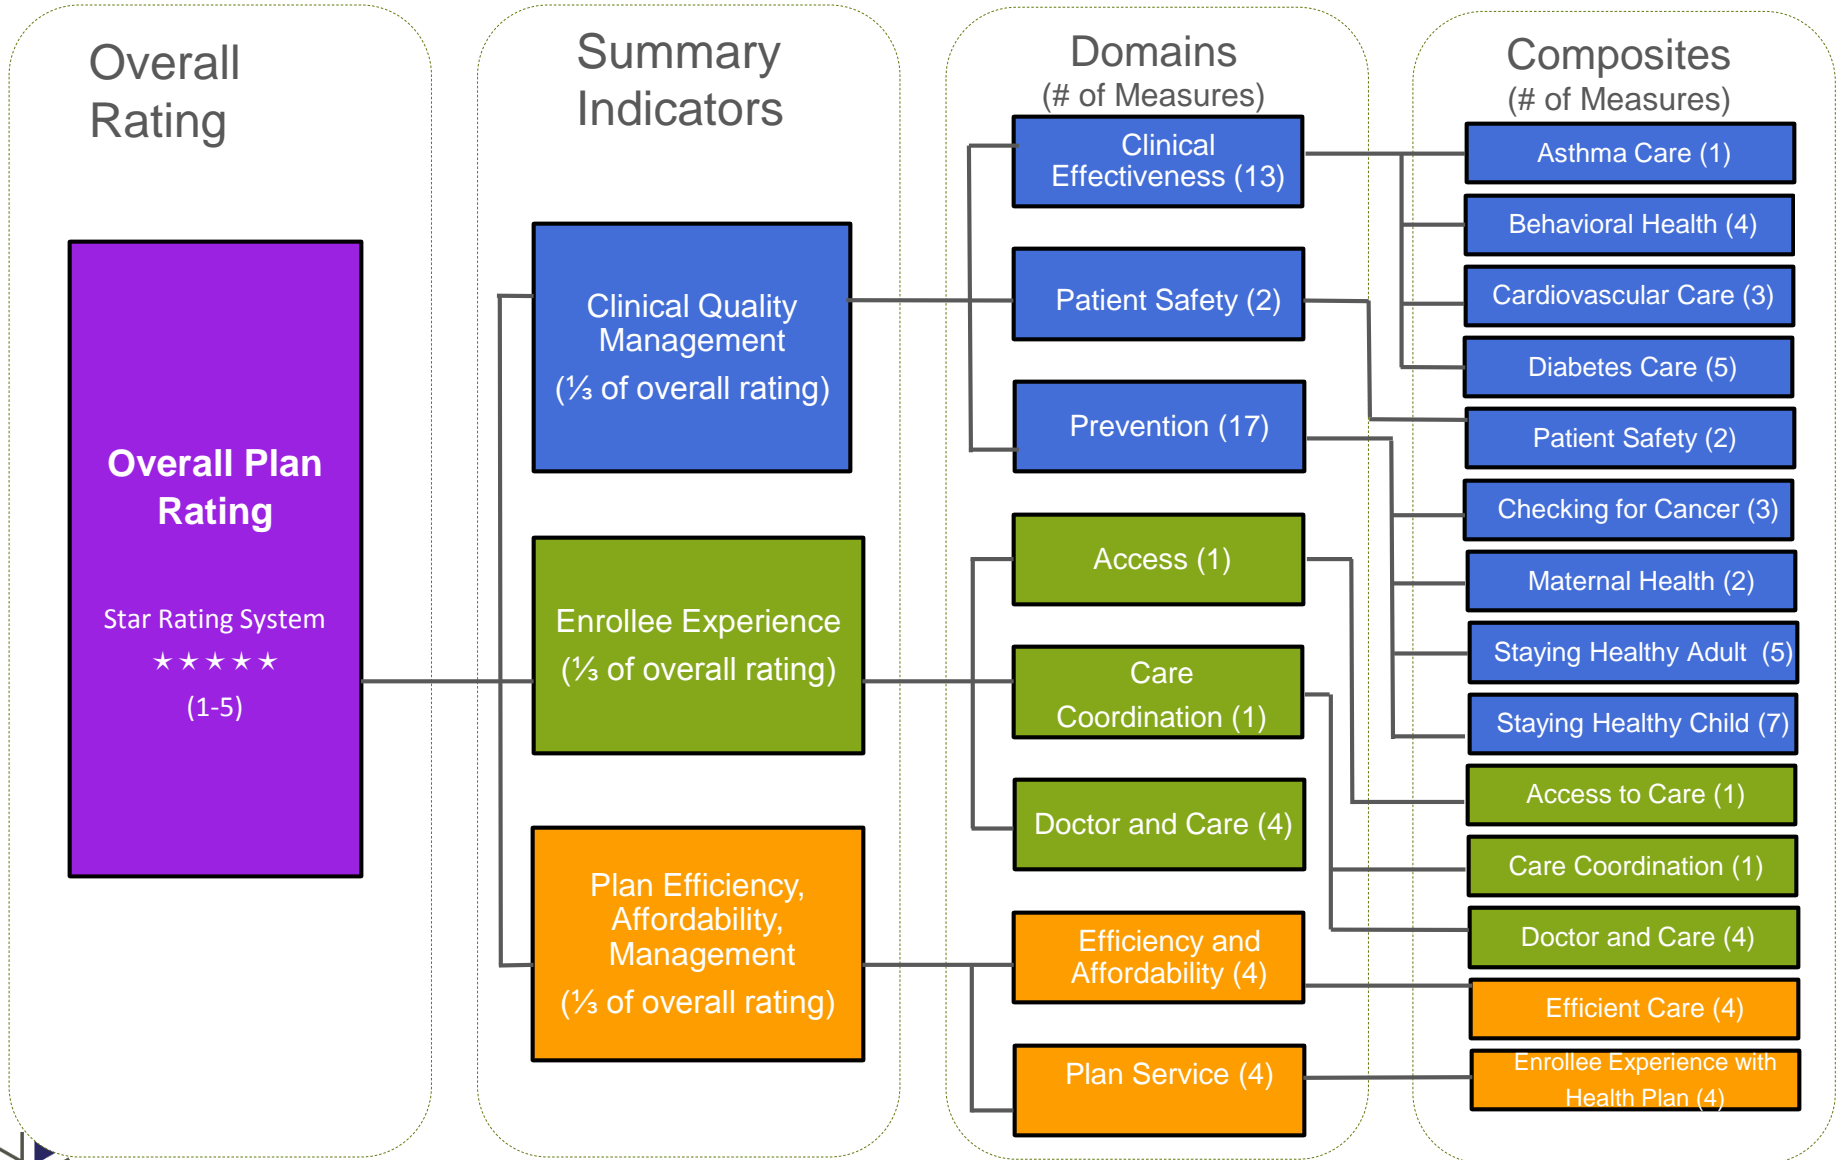 Overall
Rating
Overall Plan
Rating
Star Rating System
★★★★★
(1-5)
Summary
Indicators
Clinical Quality
Management
(⅓ of overall rating)
Enrollee Experience
(⅓ of overall rating)
Plan Efficiency,
Affordability,
Management
(⅓ of overall rating)
Domains
(# of Measures)
Clinical
Effectiveness (13)
Patient Safety (2)
Prevention (17)
Access (1)
Care
Coordination (1)
Doctor and Care (4)
Efficiency and
Affordability (4)
Plan Service (4)
Composites
(# of Measures)
Asthma Care (1)
Behavioral Health (4)
Cardiovascular Care (3)
Diabetes Care (5)
Patient Safety (2)
Checking for Cancer (3)
Maternal Health (2)
Staying Healthy Adult (5)
Staying Healthy Child (7)
Access to Care (1)
Care Coordination (1)
Doctor and Care (4)
Efficient Care (4)
Enrollee Experience with
Health Plan (4)